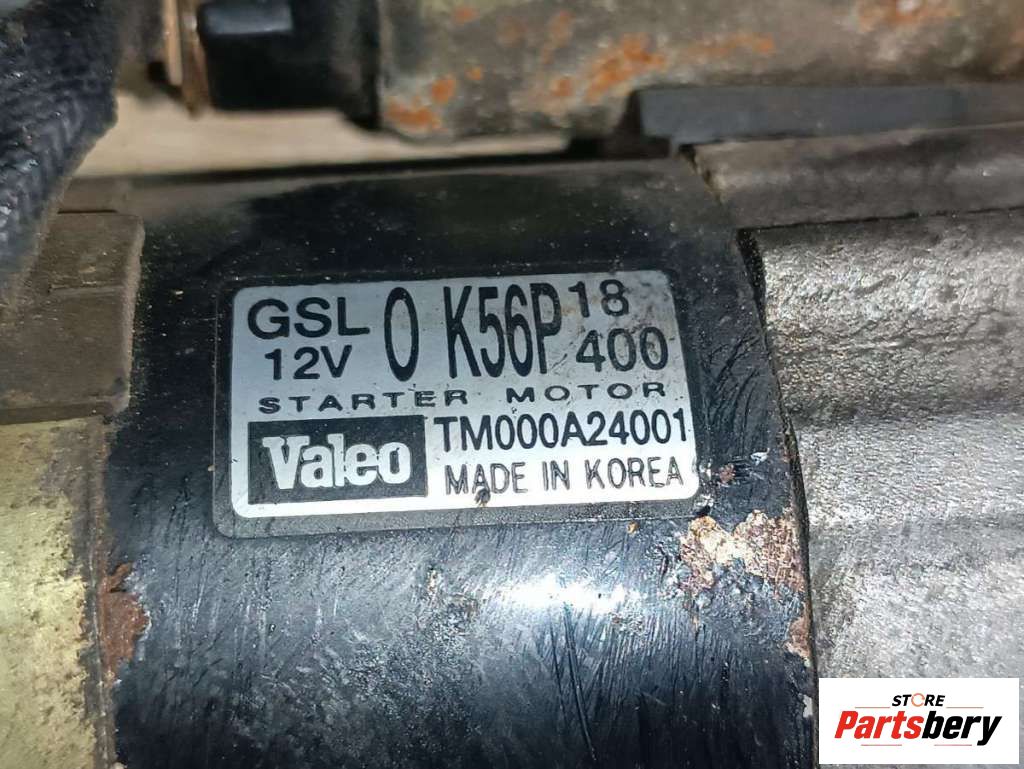 GSL 0 K56P 18
12V 400
STARTER MOTOR
Valeo TM000A24001
MADE IN KOREA
STORE
Partsbery